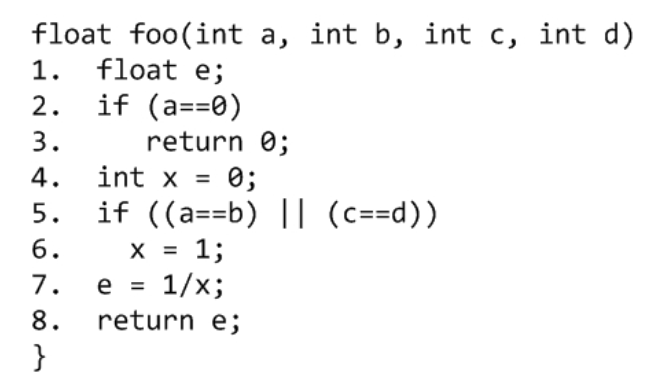 float foo(int a, int b, int c, int d)
1. float e;
2. if (a==0)
3. return 0;
4. int x = 0;
5. if ((a==b) || (c==d))
6. x = 1;
7. e = 1/x;
8. return e;
}